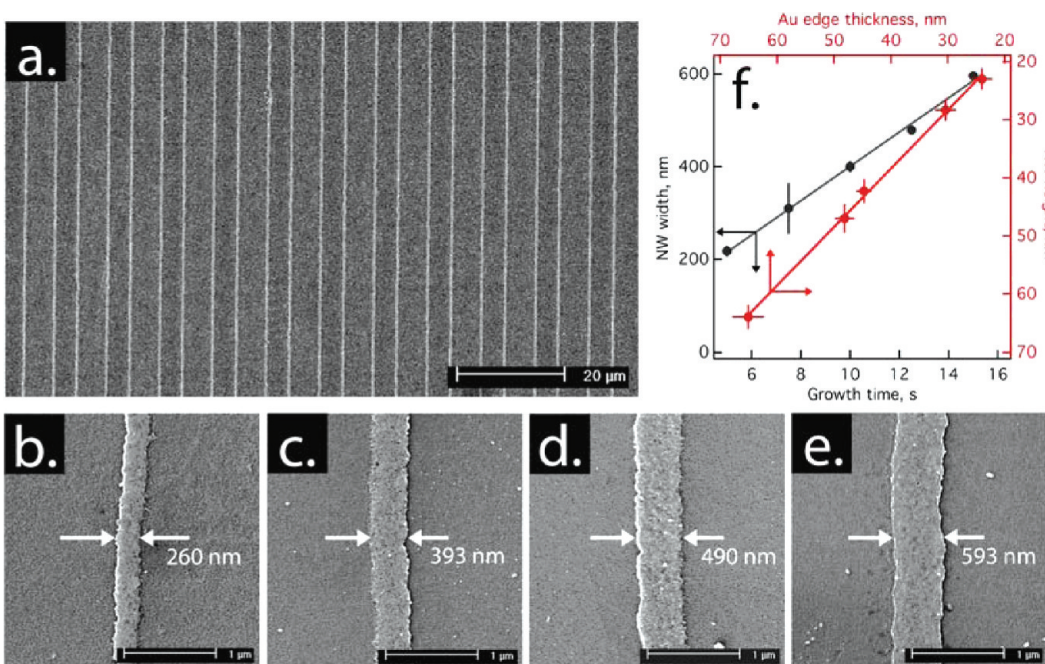 a.
20 µm
Au edge thickness, nm
70 60 50 40 30 20
600
400
200
0
NW width, nm
f.
20
30
40
50
60
70
6 8 10 12 14 16
Growth time, s
b.
260 nm
1 µm
c.
393 nm
1 µm
d.
490 nm
1 µm
e.
593 nm
1 µm